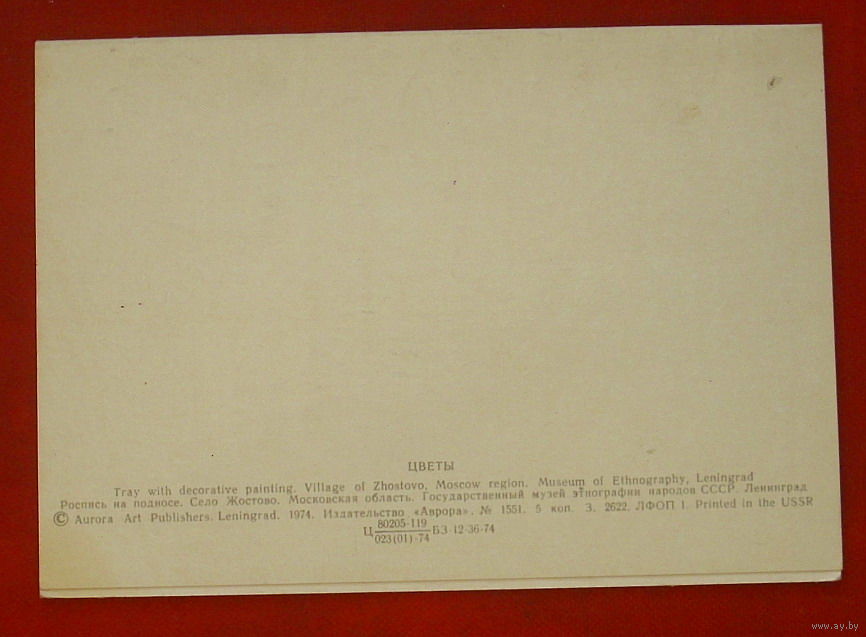 ЦВЕТЫ
Tray with decorative painting. Village of Zhostovo, Moscow region. Museum of Ethnography, Leningrad
Роспись на подносе. Село Жостово. Московская область. Государственный музей этнографии народов СССР. Ленинград
© Aurora Art Publishers. Leningrad. 1974. Издательство «Аврора». № 1551. 5 коп. З. 2622. ЛФОП 1. Printed in the USSR
Ц 80205-119 БЗ-12-36-74
023(01)-74
www.ay.by